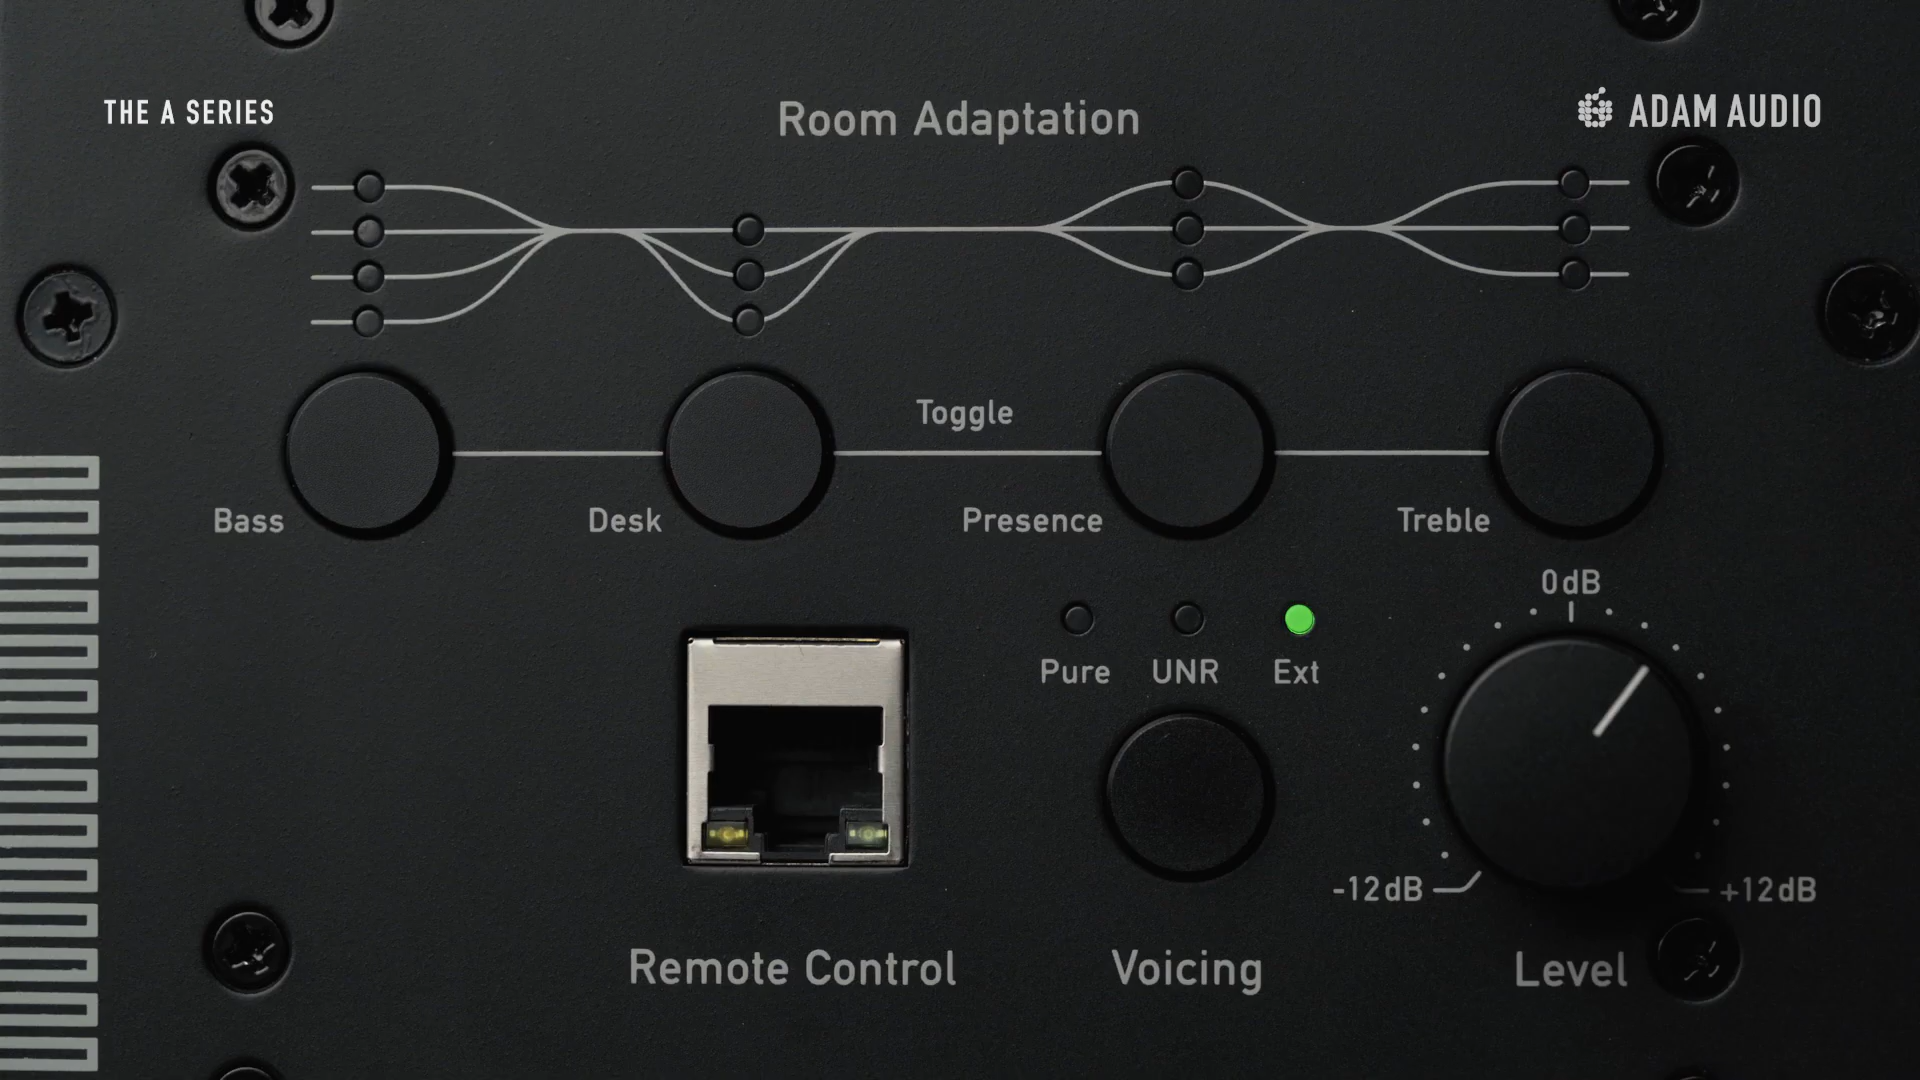 THE A SERIES
ADAM AUDIO
Room Adaptation
Toggle
Bass
Desk
Presence
Treble
0dB
Pure
UNR
Ext
-12dB
+12dB
Remote Control
Voicing
Level